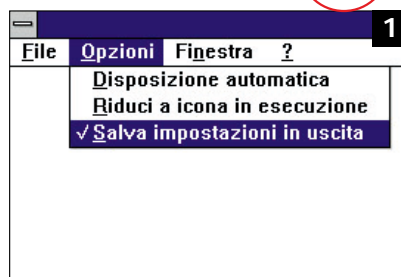 1
File Opzioni Finestra ?
Disposizione automatica
Riduci a icona in esecuzione
√ Salva impostazioni in uscita